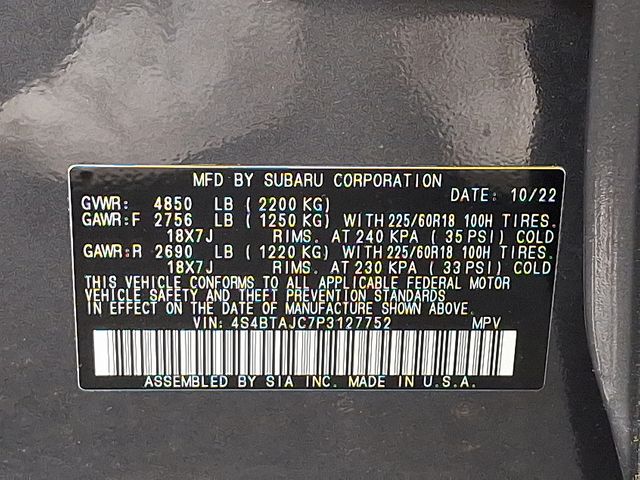 MFD BY SUBARU CORPORATION
DATE: 10/22
GVWR: 4850 LB ( 2200 KG)
GAWR:F 2756 LB ( 1250 KG) WITH 225/60R18 100H TIRES.
18X7J RIMS. AT 240 KPA ( 35 PSI) COLD
GAWR:R 2690 LB ( 1220 KG) WITH 225/60R18 100H TIRES.
18X7J RIMS. AT 230 KPA ( 33 PSI) COLD
THIS VEHICLE CONFORMS TO ALL APPLICABLE FEDERAL MOTOR
VEHICLE SAFETY AND THEFT PREVENTION STANDARDS
IN EFFECT ON THE DATE OF MANUFACTURE SHOWN ABOVE.
VIN: 4S4BTAJC7P3127752 MPV
ASSEMBLED BY SIA INC. MADE IN U.S.A.